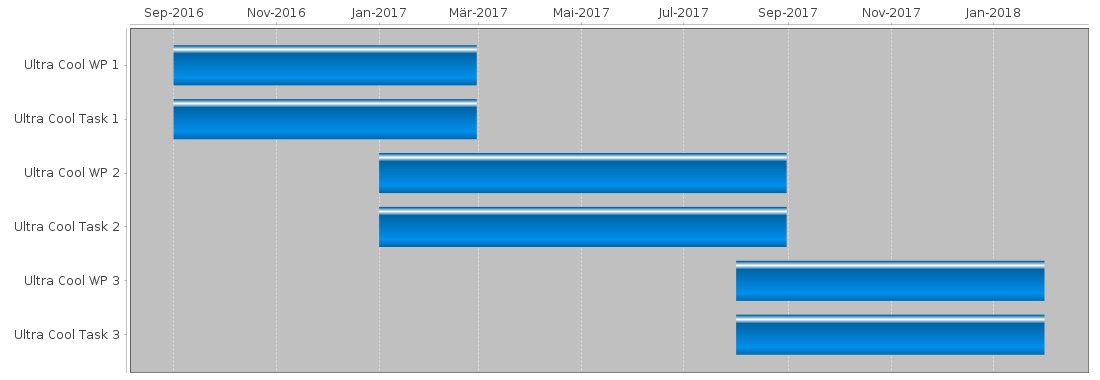 Sep-2016 Nov-2016 Jan-2017 Mär-2017 Mai-2017 Jul-2017 Sep-2017 Nov-2017 Jan-2018
Ultra Cool WP 1
Ultra Cool Task 1
Ultra Cool WP 2
Ultra Cool Task 2
Ultra Cool WP 3
Ultra Cool Task 3